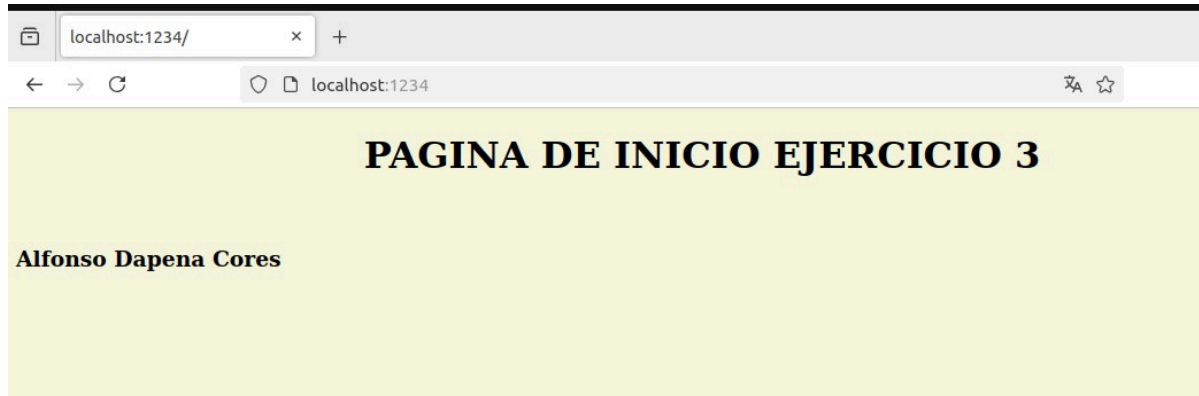 localhost:1234/
localhost:1234
PAGINA DE INICIO EJERCICIO 3
Alfonso Dapena Cores